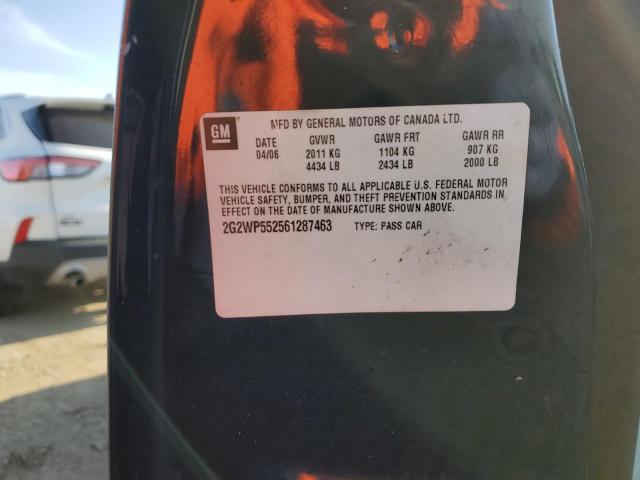 GM
MFD BY GENERAL MOTORS OF CANADA LTD.
DATE GVWR GAWR FRT GAWR RR
04/06 2011 KG 1104 KG 907 KG
4434 LB 2434 LB 2000 LB
THIS VEHICLE CONFORMS TO ALL APPLICABLE U.S. FEDERAL MOTOR
VEHICLE SAFETY, BUMPER, AND THEFT PREVENTION STANDARDS IN
EFFECT ON THE DATE OF MANUFACTURE SHOWN ABOVE.
2G2WP552561287463 TYPE: PASS CAR